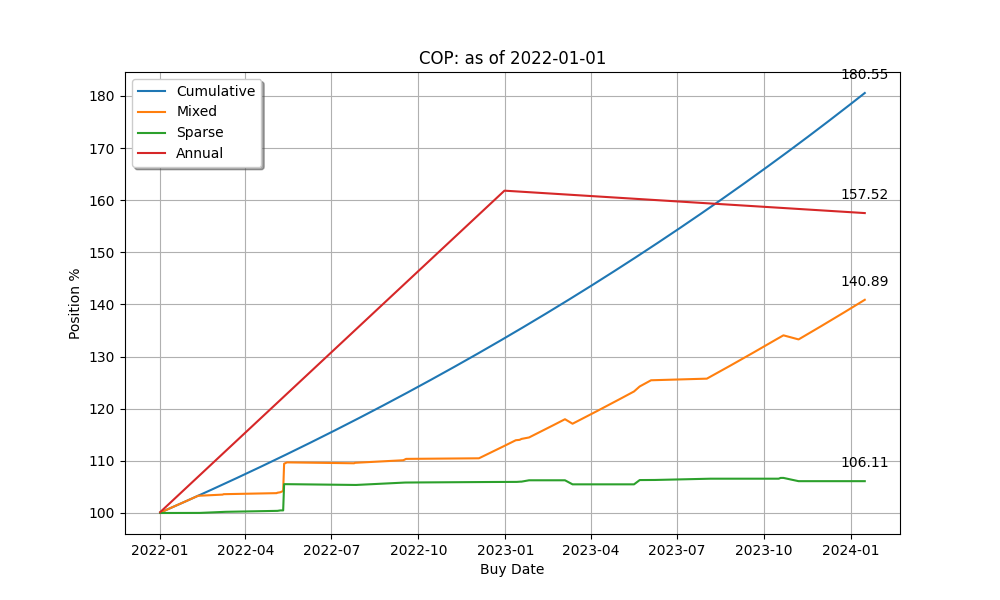 COP: as of 2022-01-01
180.55
180
Cumulative
Mixed
Sparse
Annual
170
160
157.52
150
140
140.89
130
120
110
106.11
100
Position %
2022-01 2022-04 2022-07 2022-10 2023-01 2023-04 2023-07 2023-10 2024-01
Buy Date